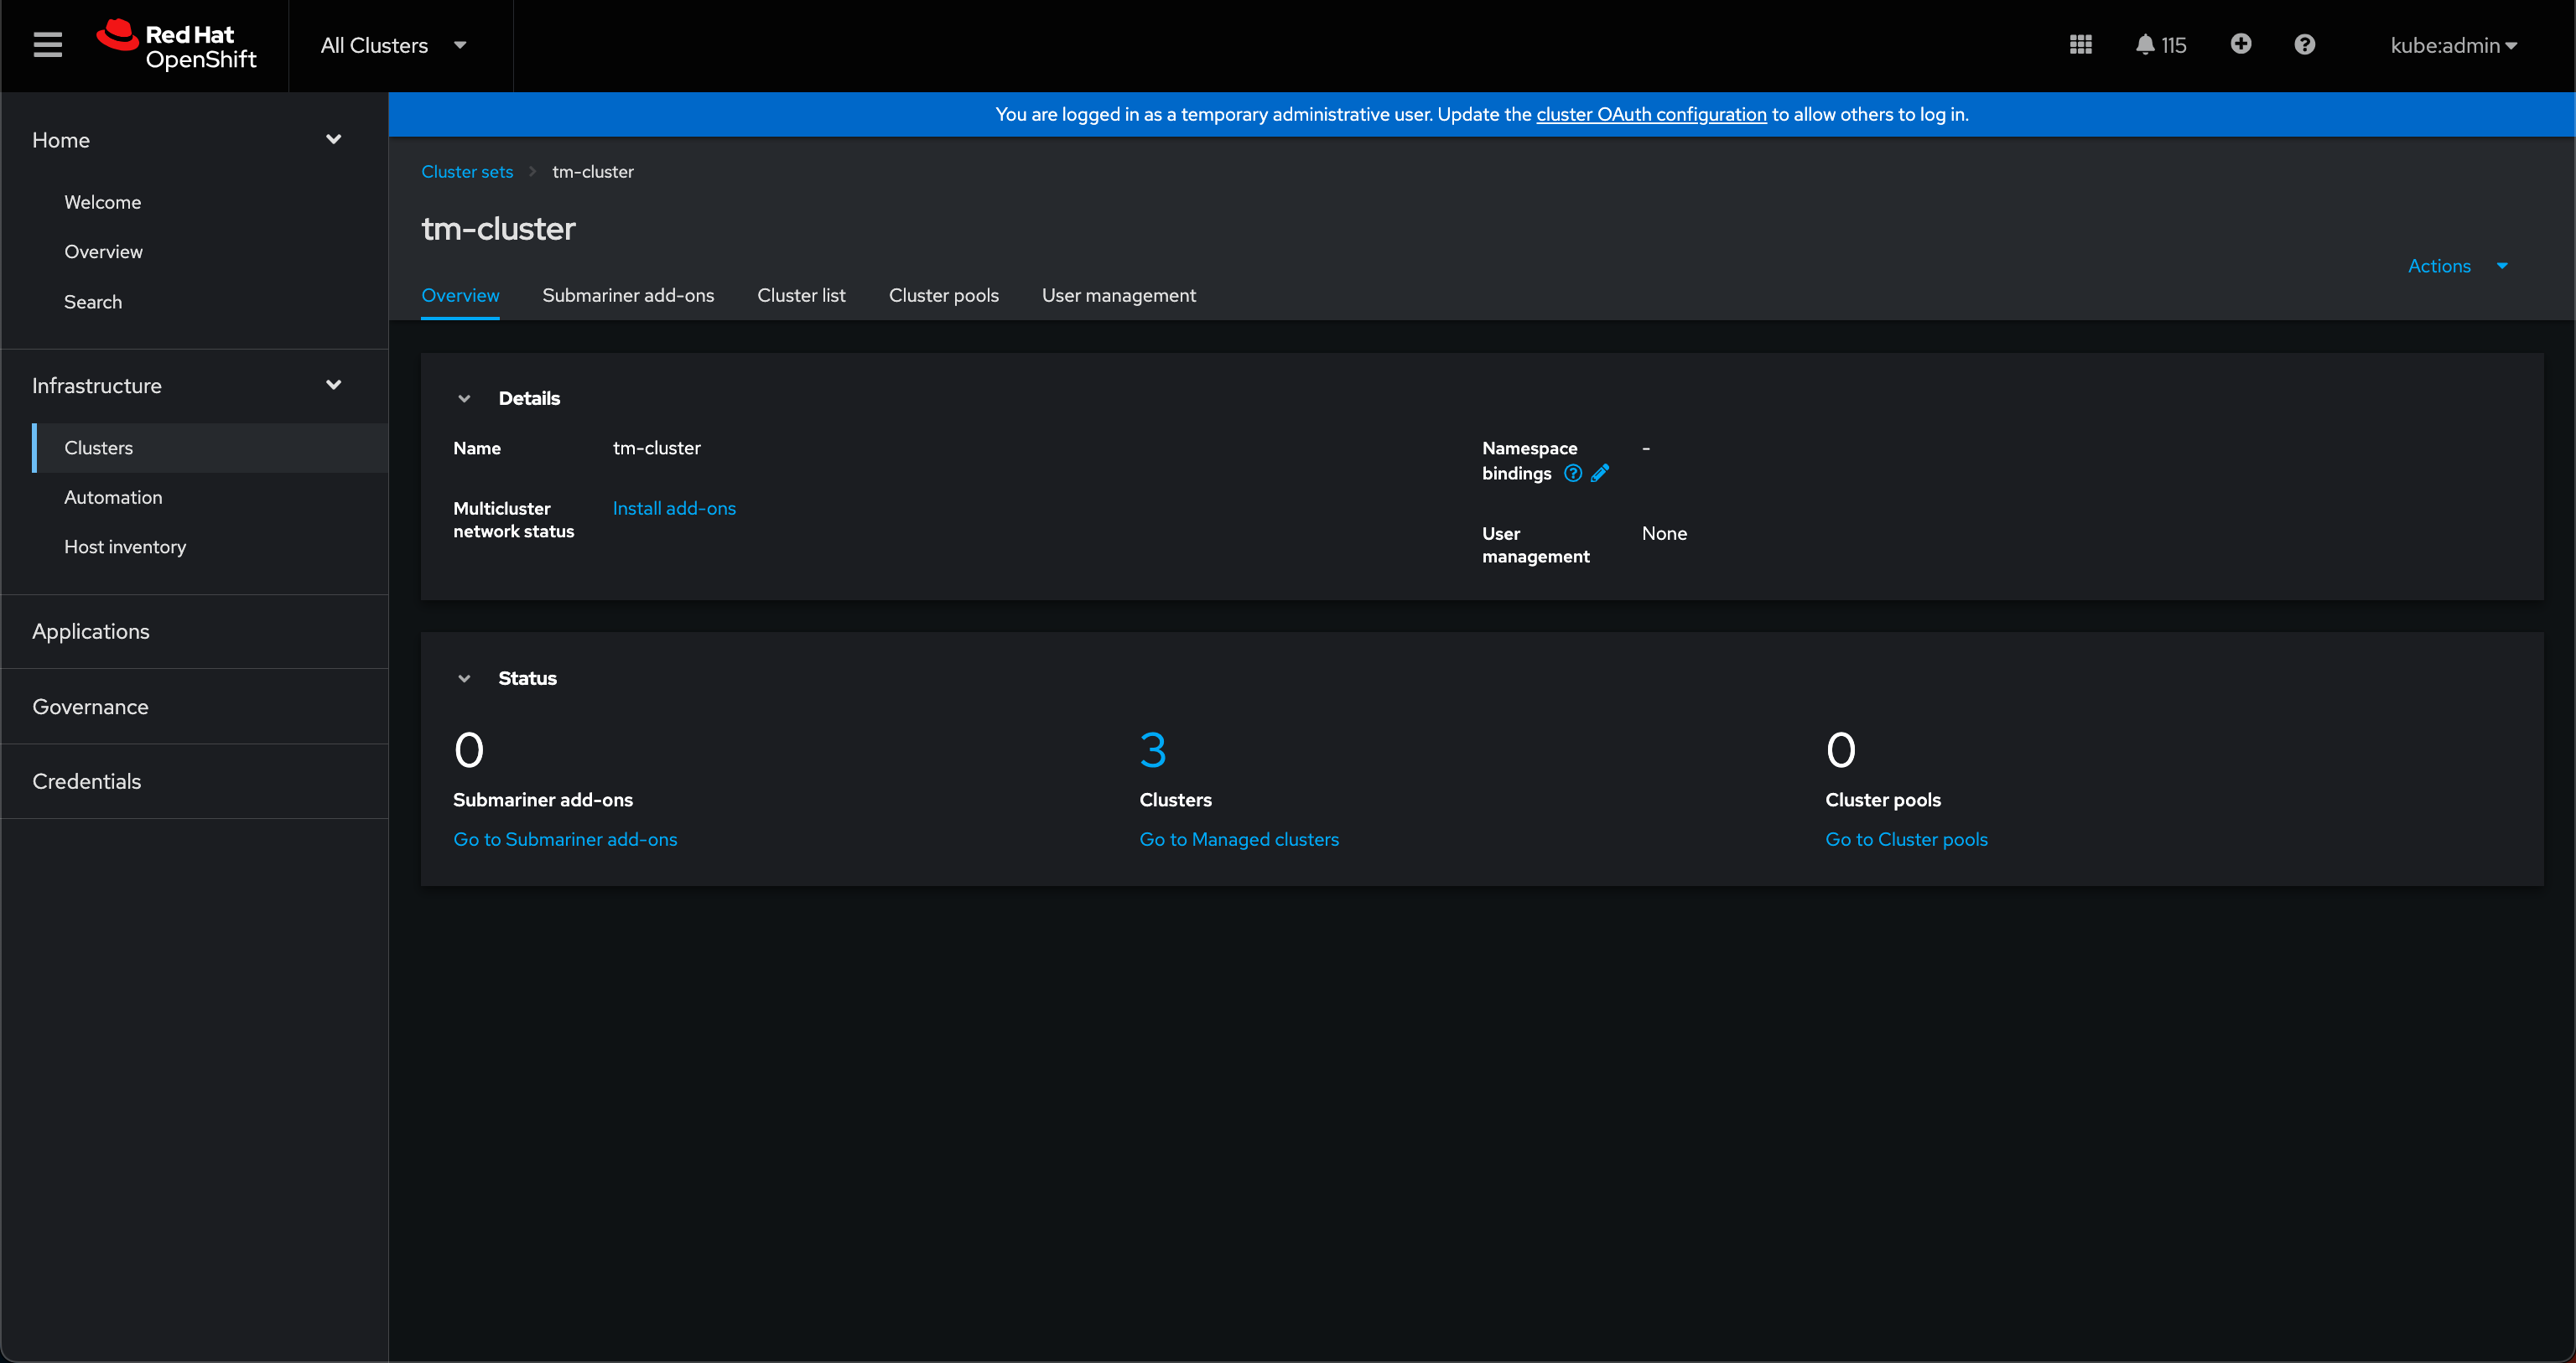 Red Hat
OpenShift
All Clusters
115
kube:admin
Home
Welcome
Overview
Search
Infrastructure
Clusters
Automation
Host inventory
Applications
Governance
Credentials
You are logged in as a temporary administrative user. Update the cluster OAuth configuration to allow others to log in.
Cluster sets
tm-cluster
tm-cluster
Actions
Overview
Submariner add-ons
Cluster list
Cluster pools
User management
Details
Name
tm-cluster
Multicluster
network status
Install add-ons
Namespace
bindings
-
User
management
None
Status
0
Submariner add-ons
Go to Submariner add-ons
3
Clusters
Go to Managed clusters
0
Cluster pools
Go to Cluster pools